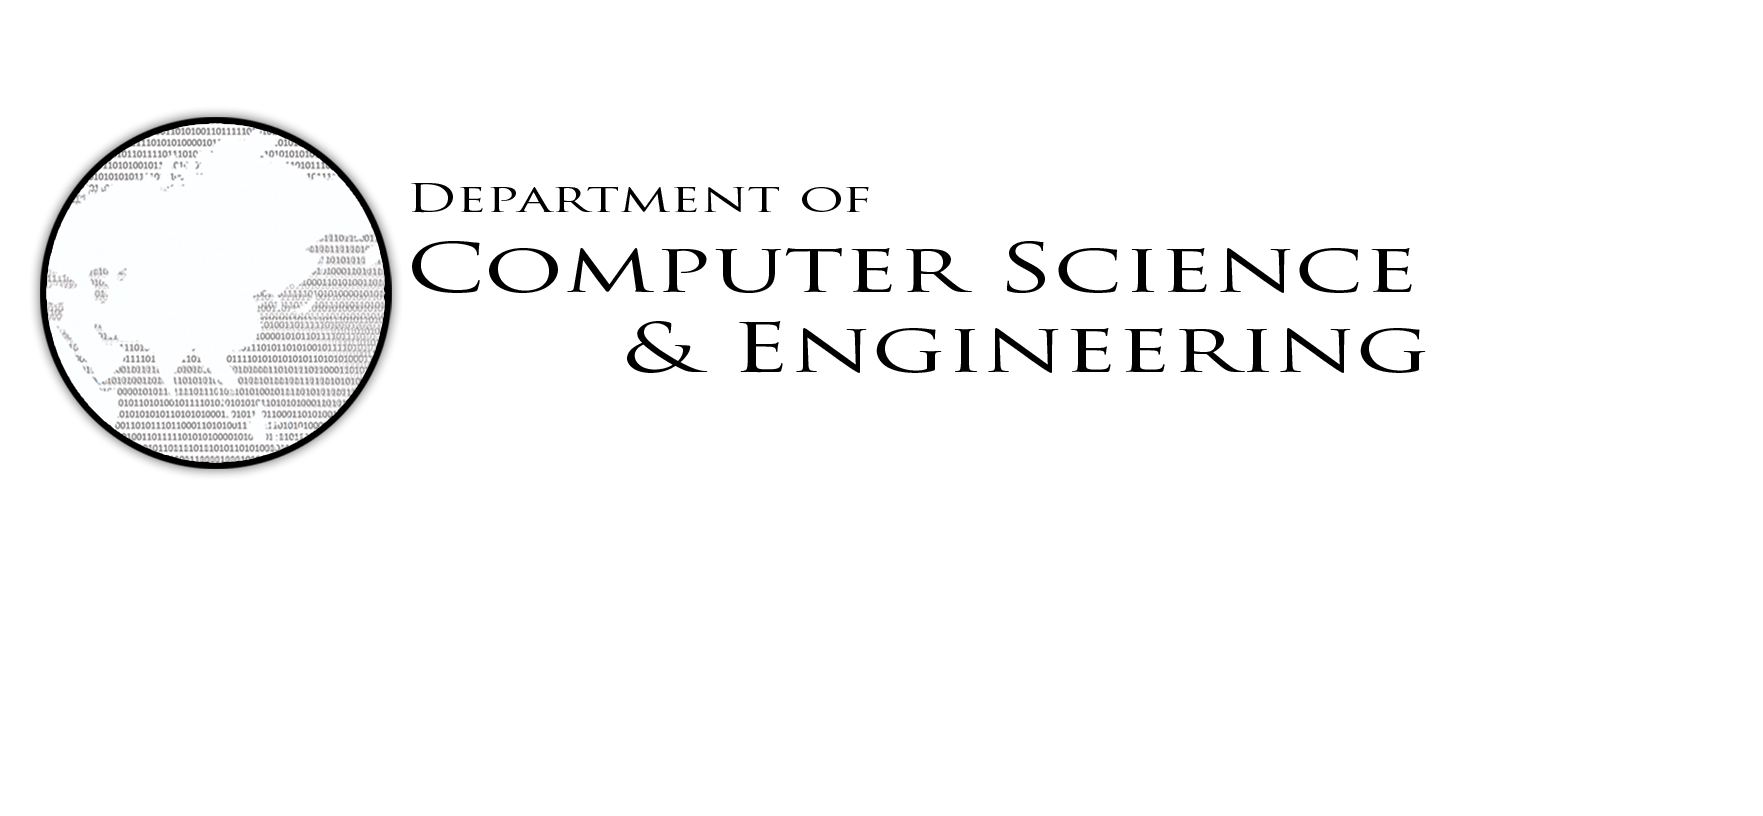 Department of
Computer Science
& Engineering